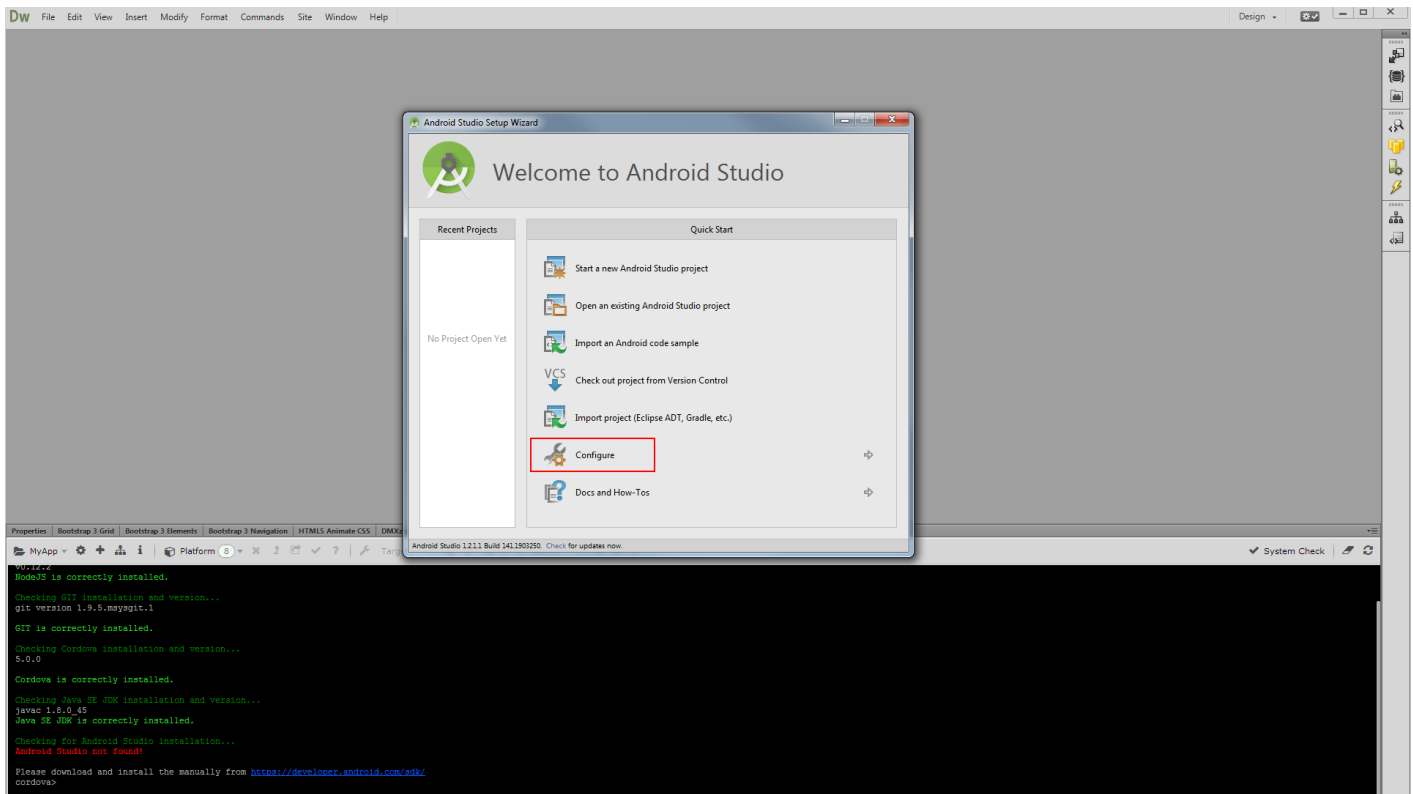 Dw File Edit View Insert Modify Format Commands Site Window Help Design
Android Studio Setup Wizard
Welcome to Android Studio
Recent Projects
No Project Open Yet
Quick Start
Start a new Android Studio project
Open an existing Android Studio project
Import an Android code sample
VCS Check out project from Version Control
Import project (Eclipse ADT, Gradle, etc.)
Configure
Docs and How-Tos
Android Studio 1.2.1.1 Build 141.1903250. Check for updates now.
Properties Bootstrap 3 Grid Bootstrap 3 Elements Bootstrap 3 Navigation HTML5 Animate CSS
MyApp Platform 8 System Check
v0.12.2
NodeJS is correctly installed.
Checking GIT installation and version...
git version 1.9.5.msysgit.1
GIT is correctly installed.
Checking Cordova installation and version...
5.0.0
Cordova is correctly installed.
Checking Java SE JDK installation and version...
javac 1.8.0_45
Java SE JDK is correctly installed.
Checking for Android Studio installation...
Android Studio not found!
Please download and install the manually from https://developer.android.com/sdk/
cordova>